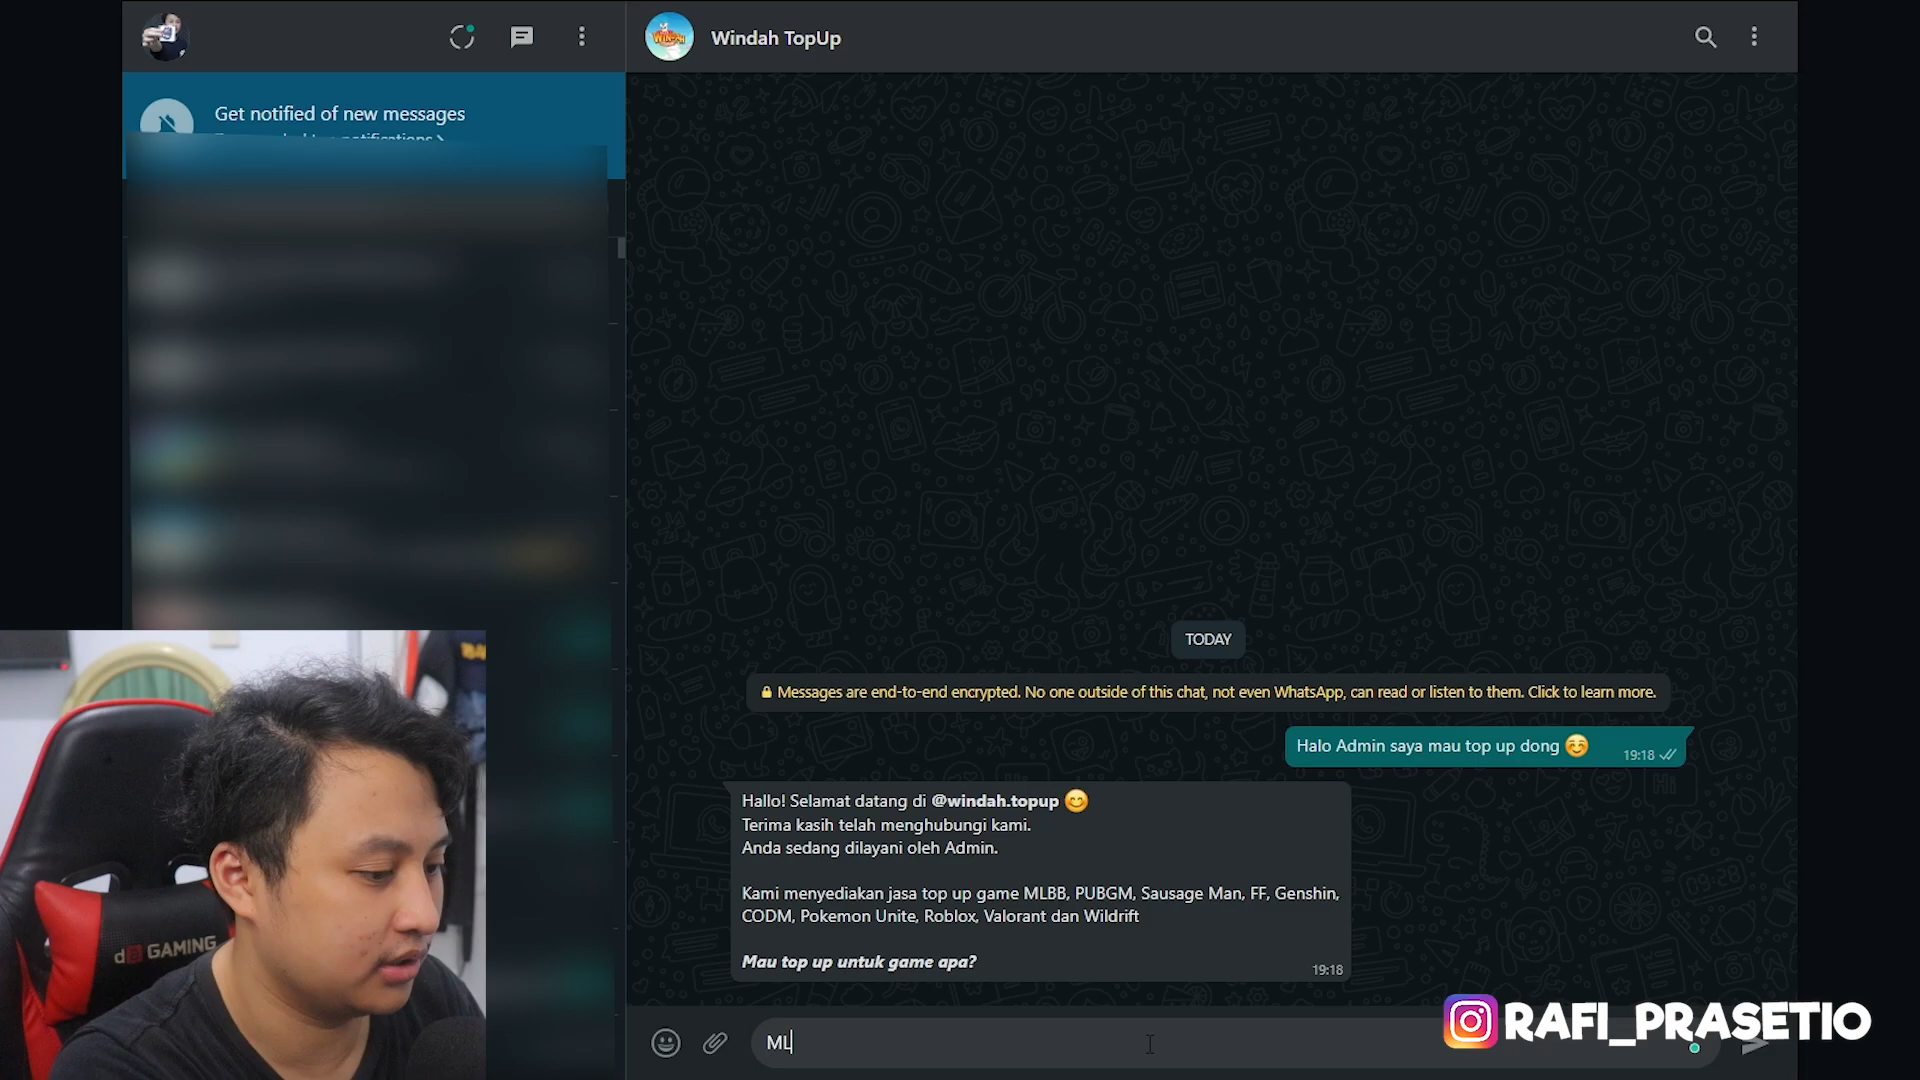 Windah TopUp
Get notified of new messages
TODAY
Messages are end-to-end encrypted. No one outside of this chat, not even WhatsApp, can read or listen to them. Click to learn more.
Halo Admin saya mau top up dong 😊
19:18
Hallo! Selamat datang di @windah.topup 😊
Terima kasih telah menghubungi kami.
Anda sedang dilayani oleh Admin.
Kami menyediakan jasa top up game MLBB, PUBGM, Sausage Man, FF, Genshin,
CODM, Pokemon Unite, Roblox, Valorant dan Wildrift
Mau top up untuk game apa?
19:18
ML
RAFI_PRASETIO
GAMING